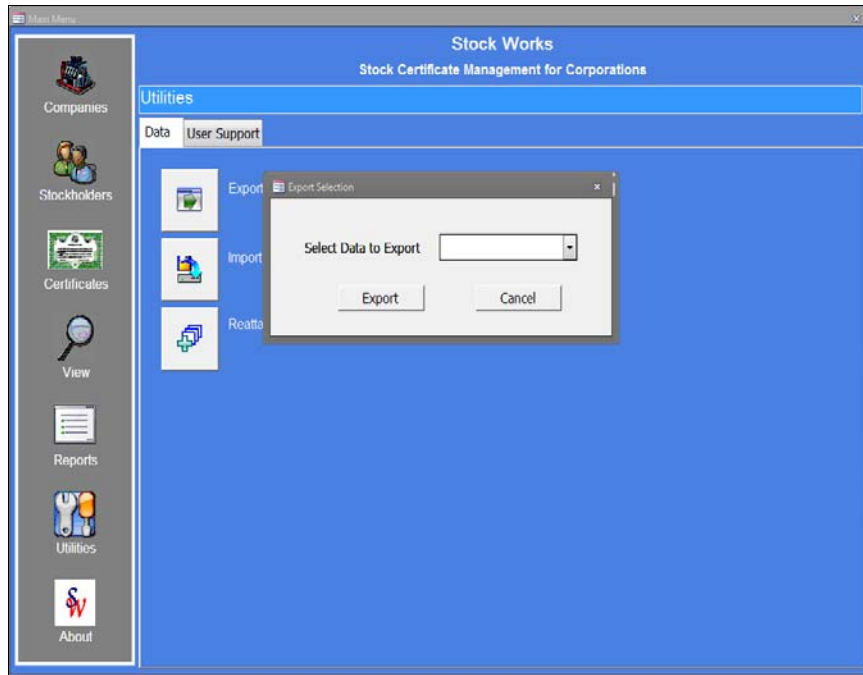 Main Menu
Stock Works
Stock Certificate Management for Corporations
Utilities
Data User Support
Companies
Stockholders
Certificates
View
Reports
Utilities
SW
About
Export
Import
Reatta
Export Selection
Select Data to Export
Export Cancel